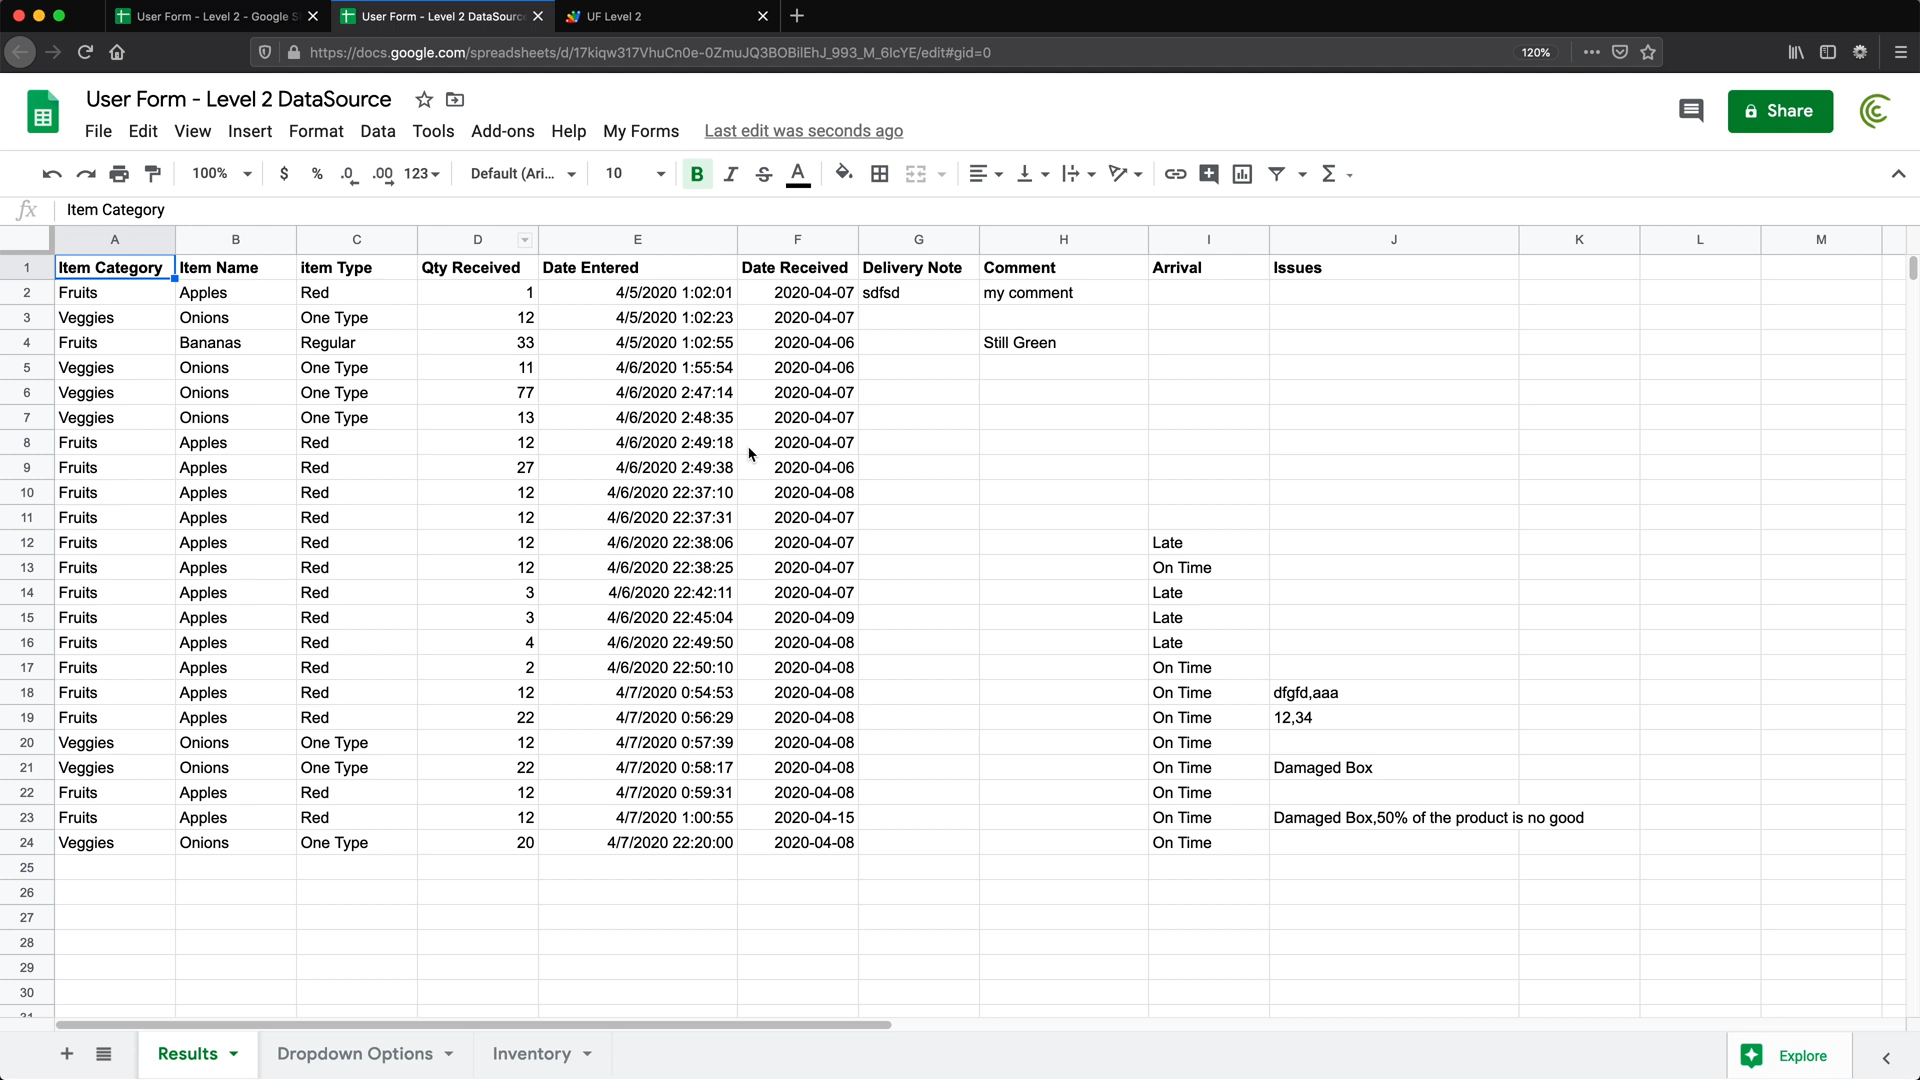 User Form - Level 2 - Google S
User Form - Level 2 DataSourc
UF Level 2
https://docs.google.com/spreadsheets/d/17kiqw317VhuCn0e-0ZmuJQ3BOBilEhJ_993_M_6IcYE/edit#gid=0
120%
User Form - Level 2 DataSource
Share
File Edit View Insert Format Data Tools Add-ons Help My Forms Last edit was seconds ago
100% $ % .0 .00 123 Default (Ari... 10 B I S A Σ
fx Item Category
A B C D E F G H I J K L M
1 Item Category Item Name item Type Qty Received Date Entered Date Received Delivery Note Comment Arrival Issues
2 Fruits Apples Red 1 4/5/2020 1:02:01 2020-04-07 sdfsd my comment
3 Veggies Onions One Type 12 4/5/2020 1:02:23 2020-04-07
4 Fruits Bananas Regular 33 4/5/2020 1:02:55 2020-04-06 Still Green
5 Veggies Onions One Type 11 4/6/2020 1:55:54 2020-04-06
6 Veggies Onions One Type 77 4/6/2020 2:47:14 2020-04-07
7 Veggies Onions One Type 13 4/6/2020 2:48:35 2020-04-07
8 Fruits Apples Red 12 4/6/2020 2:49:18 2020-04-07
9 Fruits Apples Red 27 4/6/2020 2:49:38 2020-04-06
10 Fruits Apples Red 12 4/6/2020 22:37:10 2020-04-08
11 Fruits Apples Red 12 4/6/2020 22:37:31 2020-04-07
12 Fruits Apples Red 12 4/6/2020 22:38:06 2020-04-07 Late
13 Fruits Apples Red 12 4/6/2020 22:38:25 2020-04-07 On Time
14 Fruits Apples Red 3 4/6/2020 22:42:11 2020-04-07 Late
15 Fruits Apples Red 3 4/6/2020 22:45:04 2020-04-09 Late
16 Fruits Apples Red 4 4/6/2020 22:49:50 2020-04-08 Late
17 Fruits Apples Red 2 4/6/2020 22:50:10 2020-04-08 On Time
18 Fruits Apples Red 12 4/7/2020 0:54:53 2020-04-08 On Time dfgfd,aaa
19 Fruits Apples Red 22 4/7/2020 0:56:29 2020-04-08 On Time 12,34
20 Veggies Onions One Type 12 4/7/2020 0:57:39 2020-04-08 On Time
21 Veggies Onions One Type 22 4/7/2020 0:58:17 2020-04-08 On Time Damaged Box
22 Fruits Apples Red 12 4/7/2020 0:59:31 2020-04-08 On Time
23 Fruits Apples Red 12 4/7/2020 1:00:55 2020-04-15 On Time Damaged Box,50% of the product is no good
24 Veggies Onions One Type 20 4/7/2020 22:20:00 2020-04-08 On Time
25
26
27
28
29
30
31
Results Dropdown Options Inventory Explore